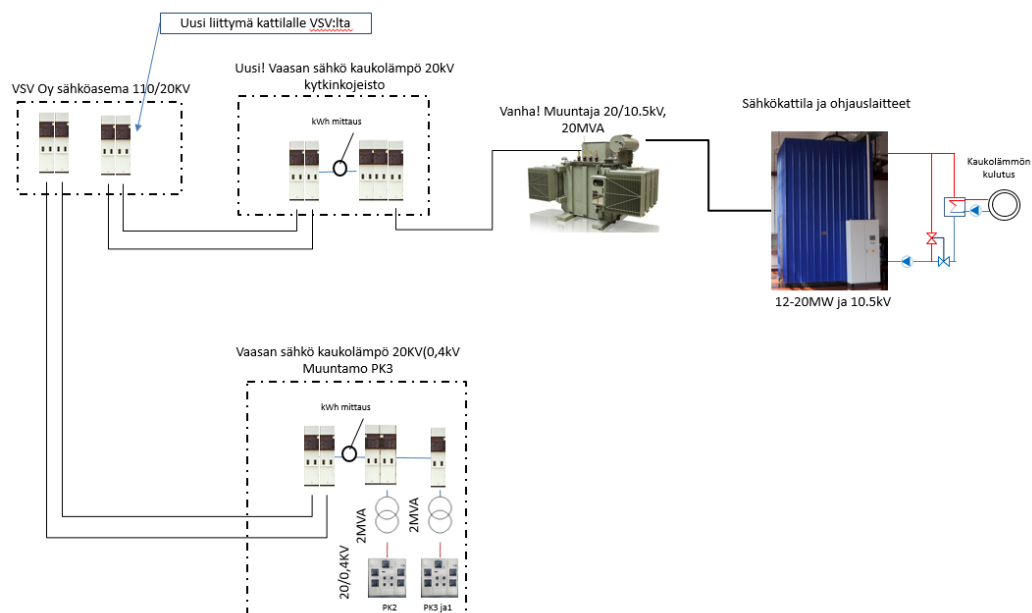 Uusi liittymä kattilalle VSV:lta
VSV Oy sähköasema 110/20KV
Uusi! Vaasan sähkö kaukolämpö 20kV
kytkinkojeisto
kWh mittaus
Vanha! Muuntaja 20/10.5kV,
20MVA
Sähkökattila ja ohjauslaitteet
Kaukolämmön
kulutus
12-20MW ja 10.5kV
Vaasan sähkö kaukolämpö 20KV(0,4kV
Muuntamo PK3
kWh mittaus
2MVA
2MVA
20/0,4KV
PK2
PK3 ja1